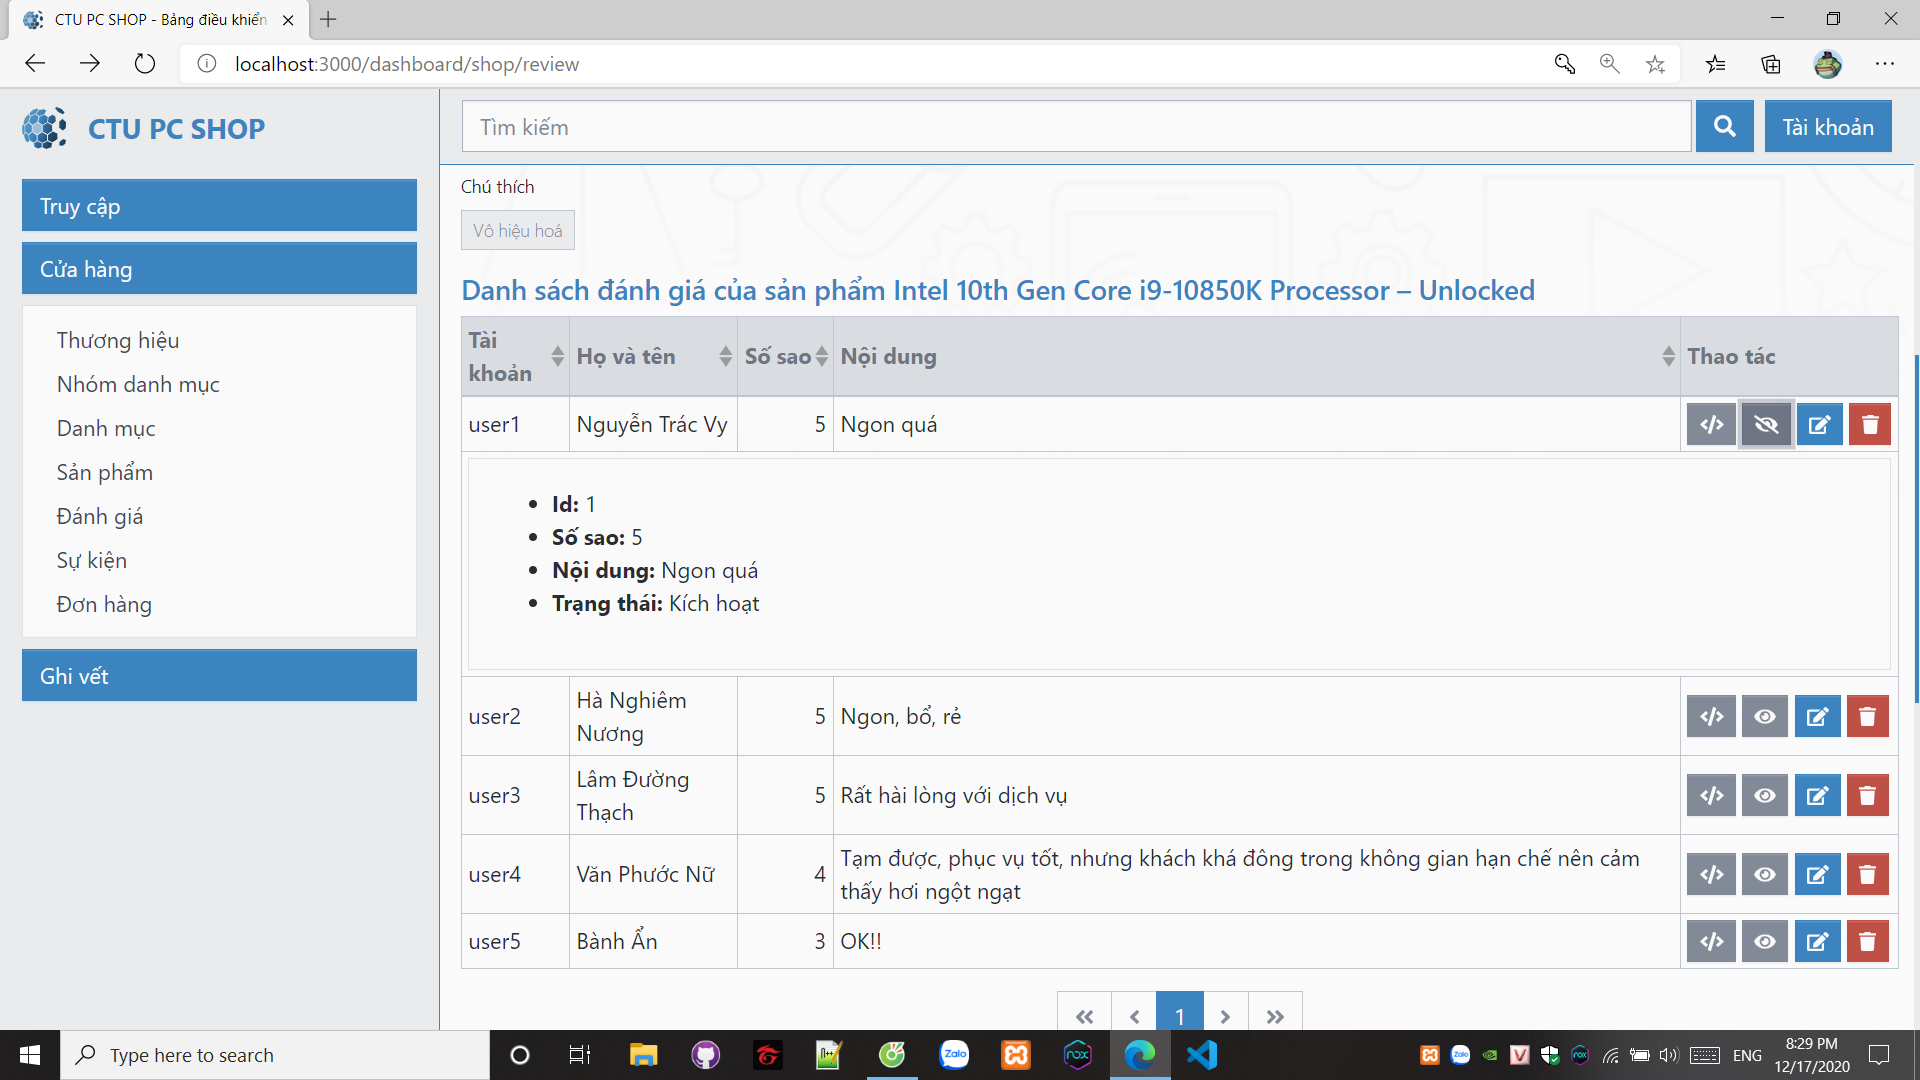 CTU PC SHOP - Bảng điều khiển
localhost:3000/dashboard/shop/review
CTU PC SHOP
Tìm kiếm
Tài khoản
Truy cập
Cửa hàng
Thương hiệu
Nhóm danh mục
Danh mục
Sản phẩm
Đánh giá
Sự kiện
Đơn hàng
Ghi vết
Chú thích
Vô hiệu hoá
Danh sách đánh giá của sản phẩm Intel 10th Gen Core i9-10850K Processor – Unlocked
Tài khoản Họ và tên Số sao Nội dung Thao tác
user1 Nguyễn Trác Vy 5 Ngon quá
Id: 1
Số sao: 5
Nội dung: Ngon quá
Trạng thái: Kích hoạt
user2 Hà Nghiêm Nương 5 Ngon, bổ, rẻ
user3 Lâm Đường Thạch 5 Rất hài lòng với dịch vụ
user4 Văn Phước Nữ 4 Tạm được, phục vụ tốt, nhưng khách khá đông trong không gian hạn chế nên cảm
thấy hơi ngột ngạt
user5 Bành Ẩn 3 OK!!
« ‹ 1 › »
Type here to search
Zalo
nox
ENG
8:29 PM
12/17/2020